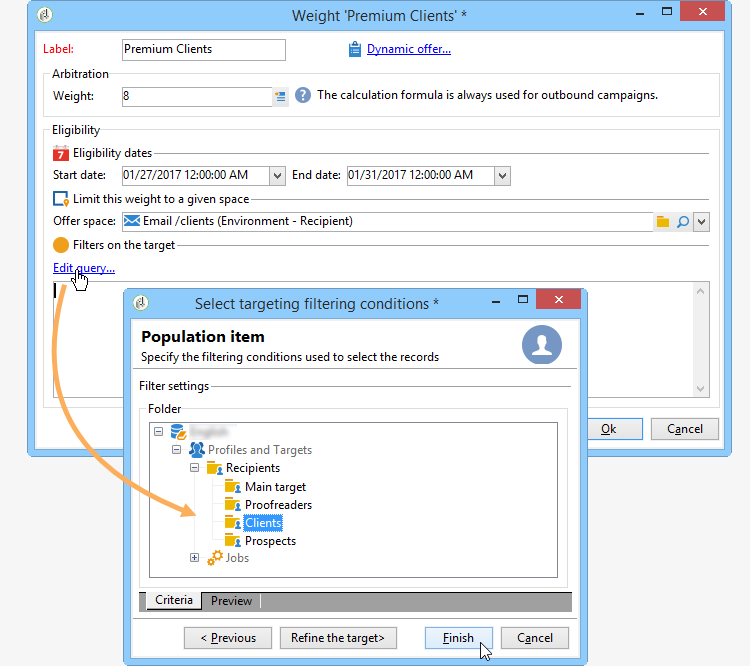 Weight 'Premium Clients' *
Label: Premium Clients Dynamic offer...
Arbitration
Weight: 8 ? The calculation formula is always used for outbound campaigns.
Eligibility
7 Eligibility dates
Start date: 01/27/2017 12:00:00 AM End date: 01/31/2017 12:00:00 AM
Limit this weight to a given space
Offer space: Email /clients (Environment - Recipient)
Filters on the target
Edit query...
Ok Cancel
Select targeting filtering conditions *
Population item
Specify the filtering conditions used to select the records
Filter settings
Folder
Profiles and Targets
Recipients
Main target
Proofreaders
Clients
Prospects
Jobs
Criteria Preview
< Previous Refine the target> Finish Cancel